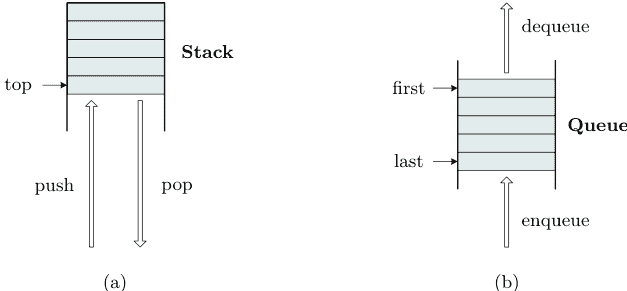 Stack
top
push
pop
(a)
dequeue
first
Queue
last
enqueue
(b)